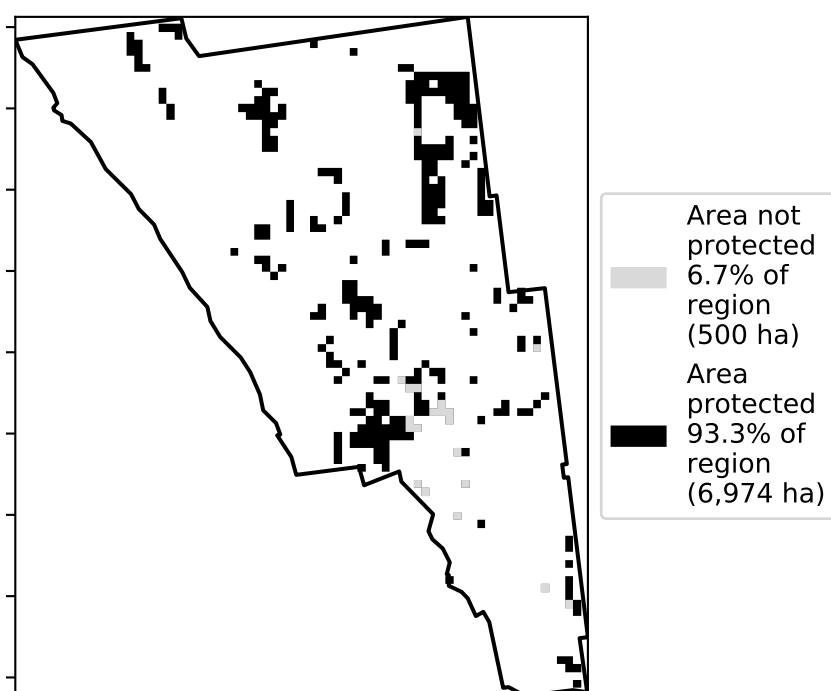 Area not
protected
6.7% of
region
(500 ha)
Area
protected
93.3% of
region
(6,974 ha)